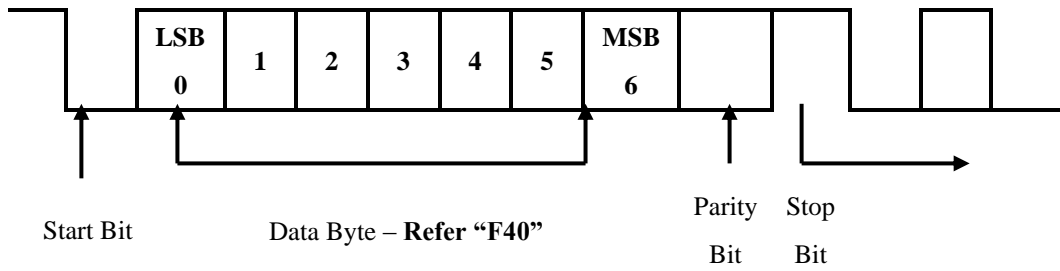 LSB 1 2 3 4 5 MSB
0 6
Start Bit Data Byte – Refer “F40” Parity Stop
Bit Bit